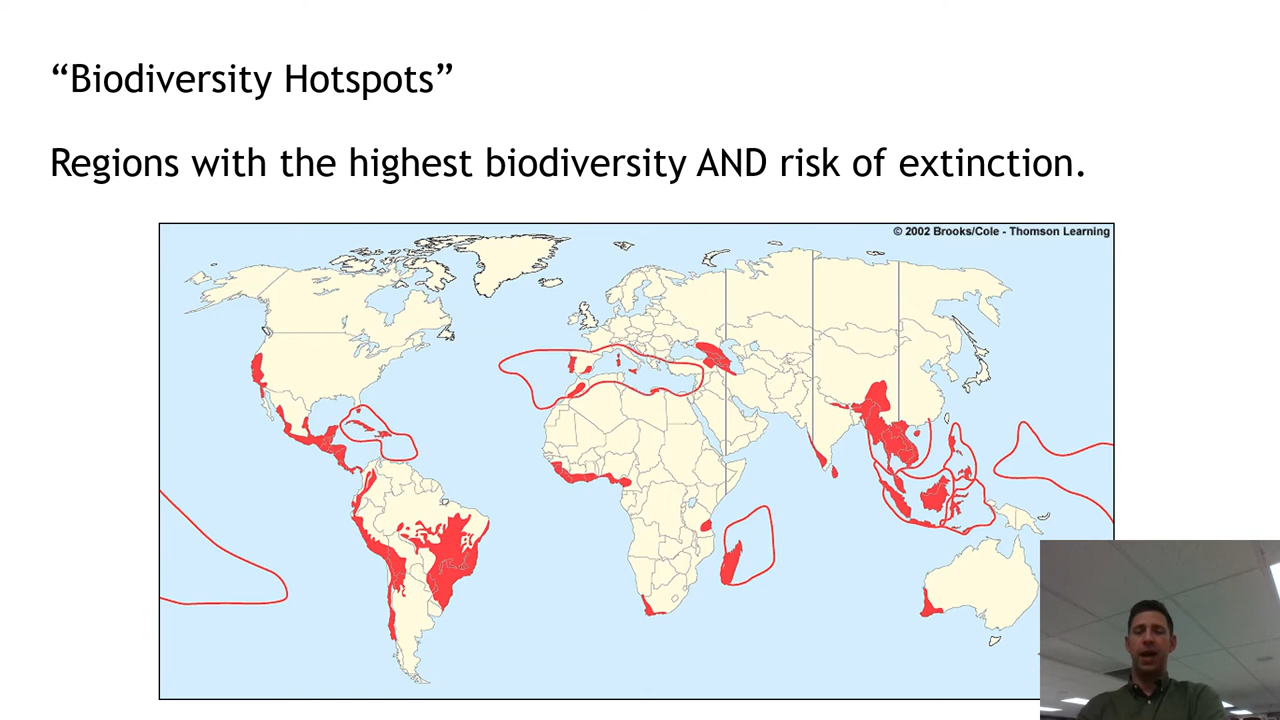 “Biodiversity Hotspots”
Regions with the highest biodiversity AND risk of extinction.
© 2002 Brooks/Cole - Thomson Learning